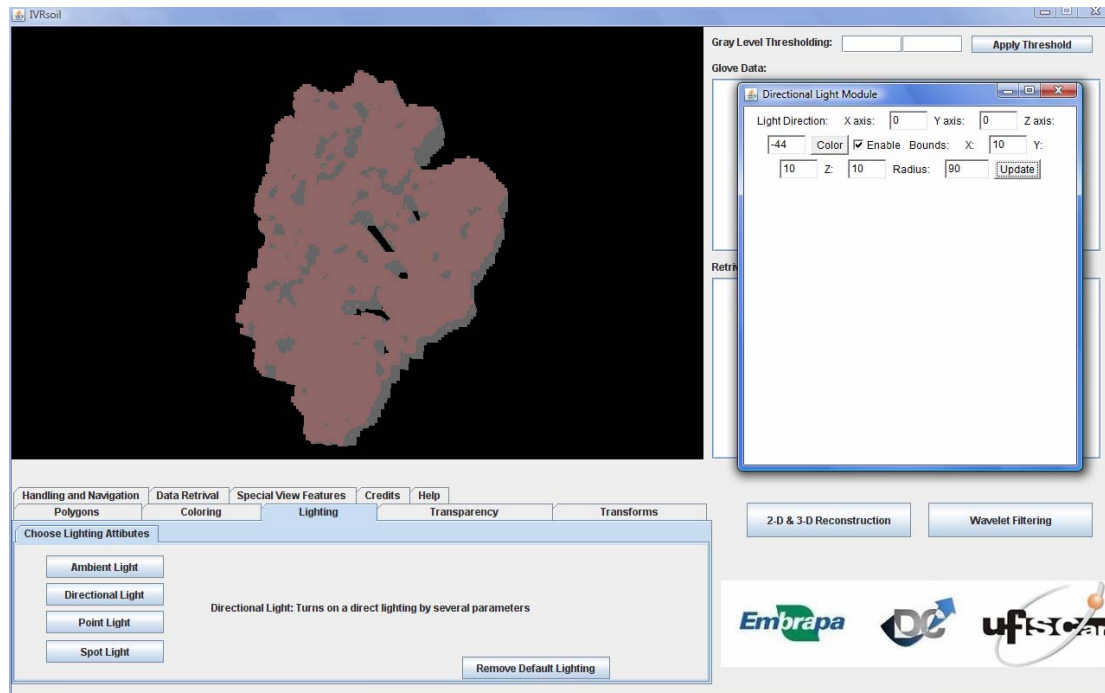 IVRsoil
Gray Level Thresholding: Apply Threshold
Glove Data:
Directional Light Module
Light Direction: X axis: 0 Y axis: 0 Z axis:
-44 Color Enable Bounds: X: 10 Y:
10 Z: 10 Radius: 90 Update
Handling and Navigation Data Retrival Special View Features Credits Help
Polygons Coloring Lighting Transparency Transforms
Choose Lighting Attibutes
Ambient Light
Directional Light
Point Light
Spot Light
Directional Light: Turns on a direct lighting by several parameters
Remove Default Lighting
2-D & 3-D Reconstruction Wavelet Filtering
Embrapa DC ufscar